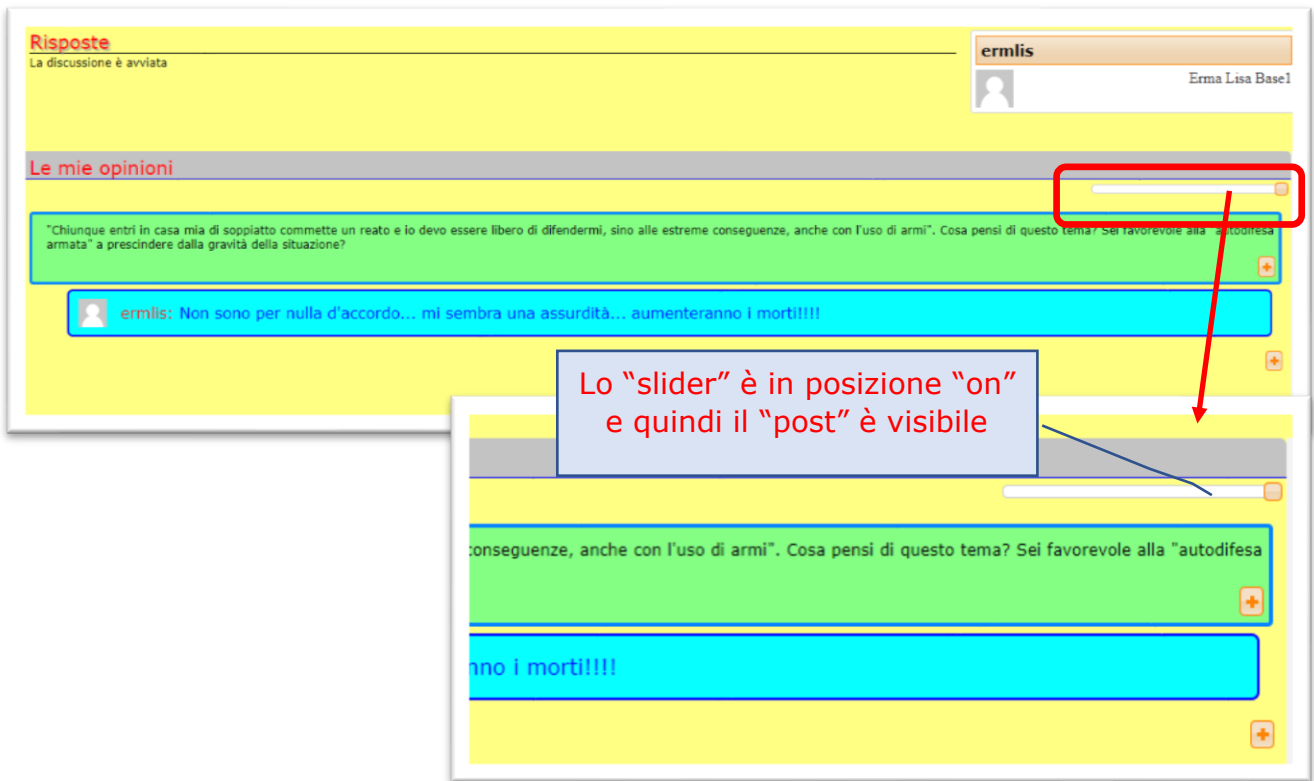 Risposte
La discussione è avviata
ermlis
Erma Lisa Base1
Le mie opinioni
"Chiunque entri in casa mia di soppiatto commette un reato e io devo essere libero di difendermi, sino alle estreme conseguenze, anche con l'uso di armi". Cosa pensi di questo tema? Sei favorevole alla "autodifesa
armata" a prescindere dalla gravità della situazione?
ermlis: Non sono per nulla d'accordo... mi sembra una assurdità... aumenteranno i morti!!!!
Lo “slider” è in posizione “on”
e quindi il “post” è visibile
conseguenze, anche con l'uso di armi". Cosa pensi di questo tema? Sei favorevole alla "autodifesa
nno i morti!!!!